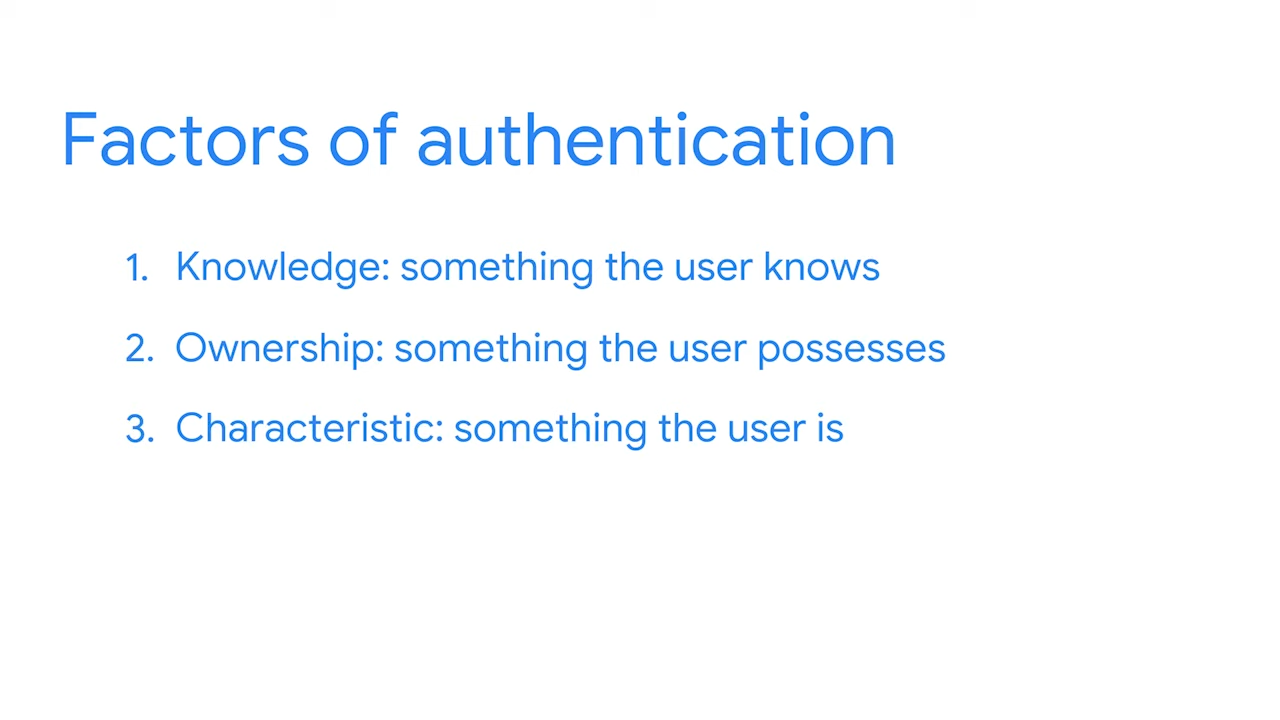 Factors of authentication
1. Knowledge: something the user knows
2. Ownership: something the user possesses
3. Characteristic: something the user is